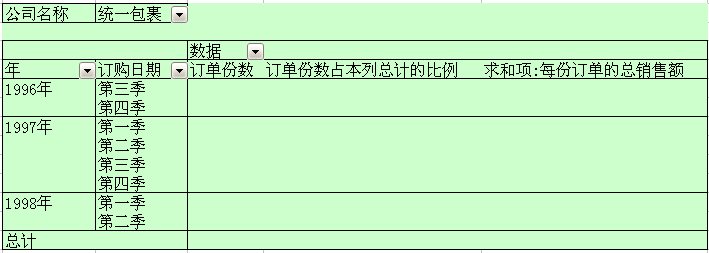 公司名称 统一包裹
数据
年 订购日期 订单份数 订单份数占本列总计的比例 求和项:每份订单的总销售额
1996年 第三季
第四季
1997年 第一季
第二季
第三季
第四季
1998年 第一季
第二季
总计